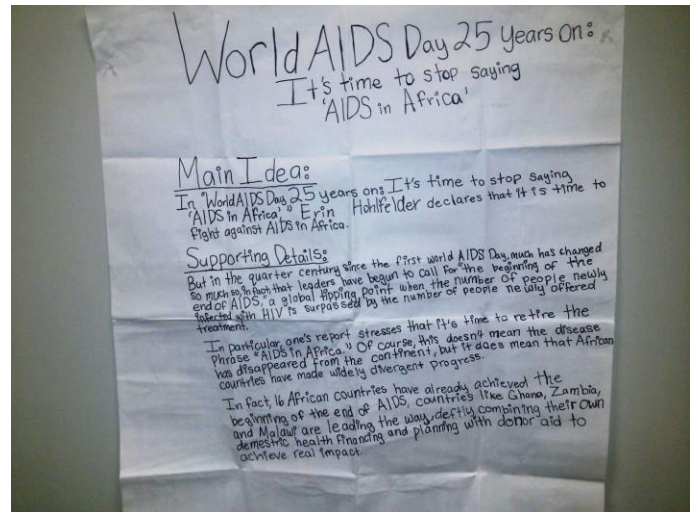 World AIDS Day 25 years on:
It's time to stop saying
'AIDS in Africa'
Main Idea:
In "World AIDS Day 25 years on: It's time to stop saying
'AIDS in Africa'" Erin Hohlfelder declares that it is time to
fight against AIDS in Africa.
Supporting Details:
But in the quarter century since the first world AIDS Day, much has changed
so much so, in fact that leaders have begun to call for "the beginning of the
end of AIDS," a global tipping point when the number of people newly
infected with HIV is surpassed by the number of people newly offered
treatment.
In particular, one's report stresses that it's time to retire the
phrase "AIDS in Africa." Of course, this doesn't mean the disease
has disappeared from the continent, but it does mean that African
countries have made widely divergent progress.
In fact, 16 African countries have already achieved the
beginning of the end of AIDS, countries like Ghana, Zambia,
and Malawi are leading the way, deftly combining their own
demestric health financing and planning with donor aid to
achieve real impact.